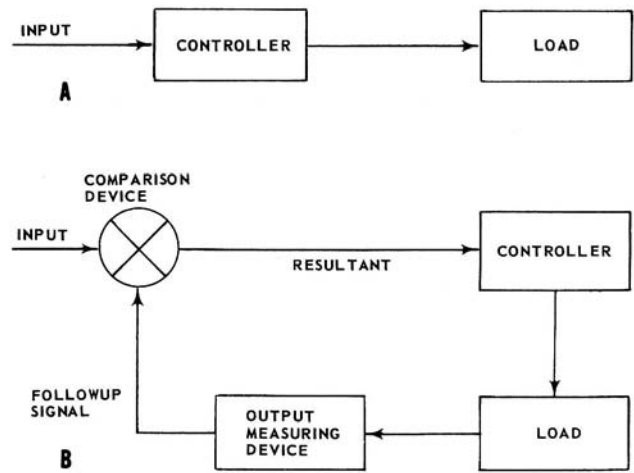 INPUT
CONTROLLER
LOAD
A
COMPARISON
DEVICE
INPUT
RESULTANT
CONTROLLER
FOLLOWUP
SIGNAL
OUTPUT
MEASURING
DEVICE
LOAD
B